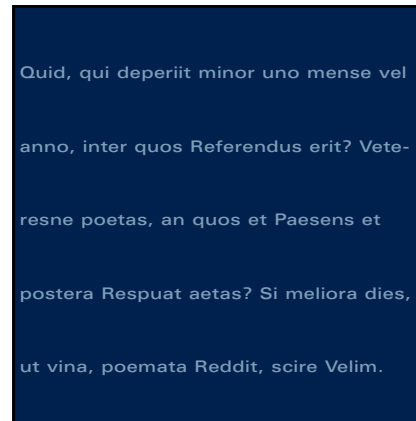 Quid, qui deperiit minor uno mense vel
anno, inter quos Referendus erit? Vete-
resne poetas, an quos et Paesens et
postera Respuat aetas? Si meliora dies,
ut vina, poemata Reddit, scire Velim.